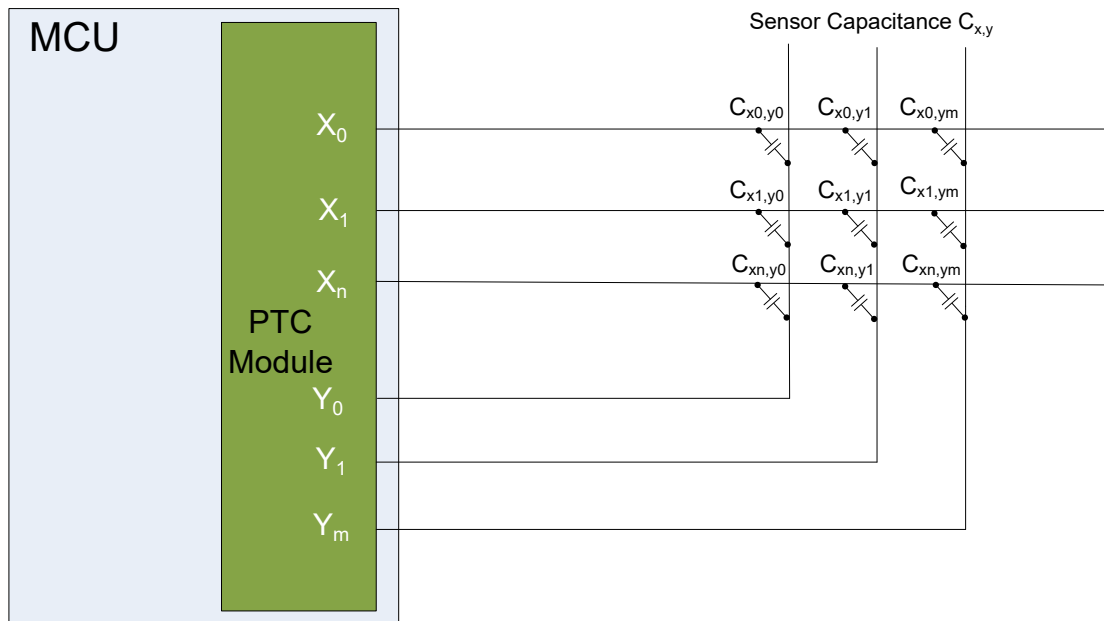 MCU
Sensor Capacitance Cx,y
Cx0,y0 Cx0,y1 Cx0,ym
X0
Cx1,y0 Cx1,y1 Cx1,ym
X1
Cxn,y0 Cxn,y1 Cxn,ym
Xn
PTC
Module
Y0
Y1
Ym